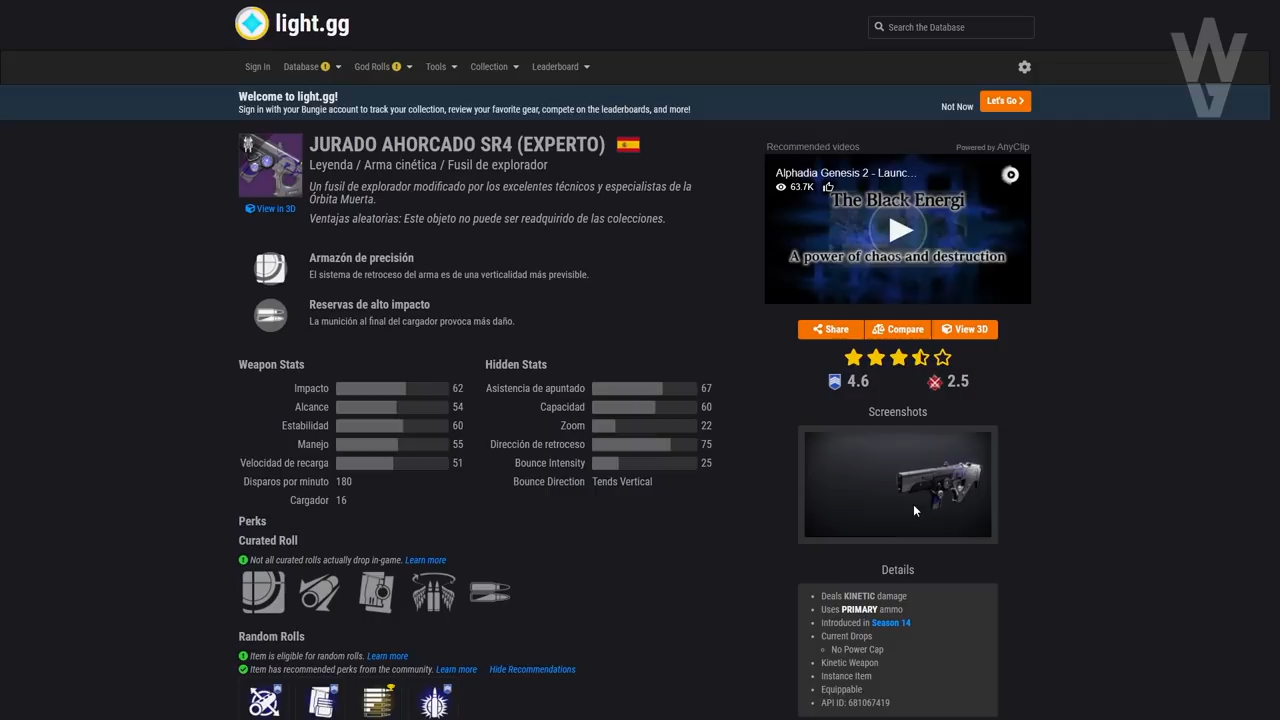 light.gg
Search the Database
Sign In
Database
God Rolls
Tools
Collection
Leaderboard
Welcome to light.gg!
Sign in with your Bungie account to track your collection, review your favorite gear, compete on the leaderboards, and more!
Not Now
Let's Go
JURADO AHORCADO SR4 (EXPERTO)
Leyenda / Arma cinética / Fusil de explorador
Un fusil de explorador modificado por los excelentes técnicos y especialistas de la
Órbita Muerta.
View in 3D
Ventajas aleatorias: Este objeto no puede ser readquirido de las colecciones.
Armazón de precisión
El sistema de retroceso del arma es de una verticalidad más previsible.
Reservas de alto impacto
La munición al final del cargador provoca más daño.
Weapon Stats
Impacto 62
Alcance 54
Estabilidad 60
Manejo 55
Velocidad de recarga 51
Disparos por minuto 180
Cargador 16
Hidden Stats
Asistencia de apuntado 67
Capacidad 60
Zoom 22
Dirección de retroceso 75
Bounce Intensity 25
Bounce Direction Tends Vertical
Perks
Curated Roll
Not all curated rolls actually drop in-game. Learn more
Random Rolls
Item is eligible for random rolls. Learn more
Item has recommended perks from the community. Learn more Hide Recommendations
Recommended videos
Powered by AnyClip
Alphadia Genesis 2 - Launc...
63.7K
The Black Energi
A power of chaos and destruction
Share
Compare
View 3D
4.6
2.5
Screenshots
Details
Deals KINETIC damage
Uses PRIMARY ammo
Introduced in Season 14
Current Drops
No Power Cap
Kinetic Weapon
Instance Item
Equippable
API ID: 681067419